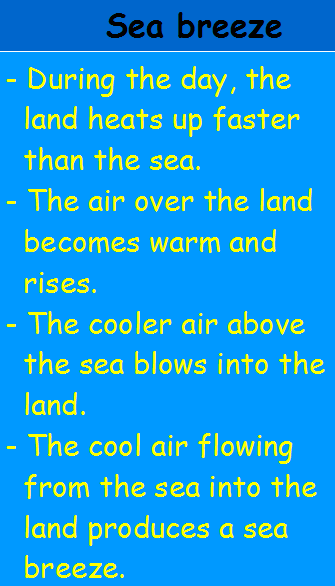 Sea breeze
- During the day, the
land heats up faster
than the sea.
- The air over the land
becomes warm and
rises.
- The cooler air above
the sea blows into the
land.
- The cool air flowing
from the sea into the
land produces a sea
breeze.